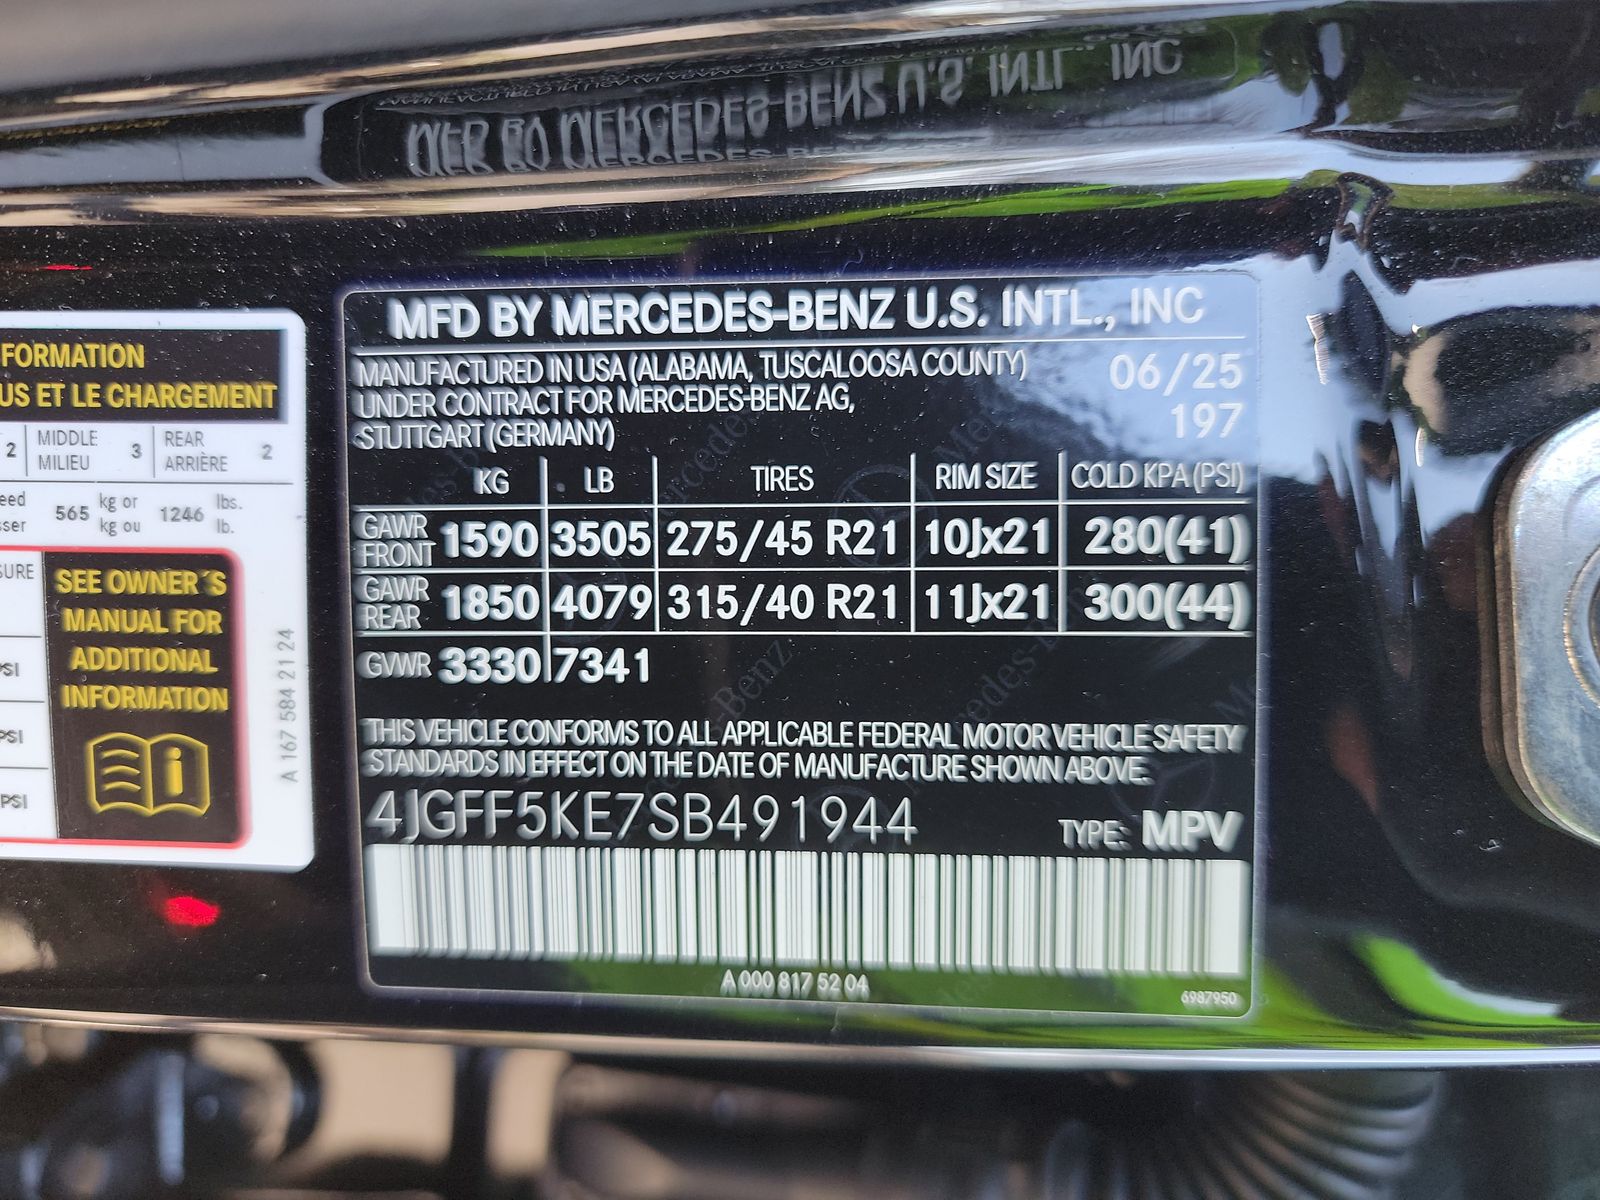 FORMATION
US ET LE CHARGEMENT
2 MIDDLE MILIEU 3 REAR ARRIÈRE 2
565 kg or kg ou 1246 lbs. lb.
SEE OWNER´S
MANUAL FOR
ADDITIONAL
INFORMATION
PSI
PSI
PSI
A 167 584 21 24
MFD BY MERCEDES-BENZ U.S. INTL., INC
MANUFACTURED IN USA (ALABAMA, TUSCALOOSA COUNTY) 06/25
UNDER CONTRACT FOR MERCEDES-BENZ AG,
STUTTGART (GERMANY) 197
KG LB TIRES RIM SIZE COLD KPA (PSI)
GAWR FRONT 1590 3505 275/45 R21 10Jx21 280(41)
GAWR REAR 1850 4079 315/40 R21 11Jx21 300(44)
GVWR 3330 7341
THIS VEHICLE CONFORMS TO ALL APPLICABLE FEDERAL MOTOR VEHICLE SAFETY
STANDARDS IN EFFECT ON THE DATE OF MANUFACTURE SHOWN ABOVE.
4JGFF5KE7SB491944 TYPE: MPV
A 000 817 52 04
6987950